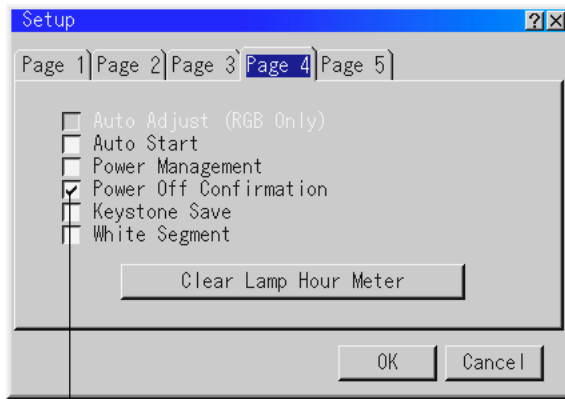 Setup
Page 1 Page 2 Page 3 Page 4 Page 5
Auto Adjust (RGB Only)
Auto Start
Power Management
Power Off Confirmation
Keystone Save
White Segment
Clear Lamp Hour Meter
OK Cancel